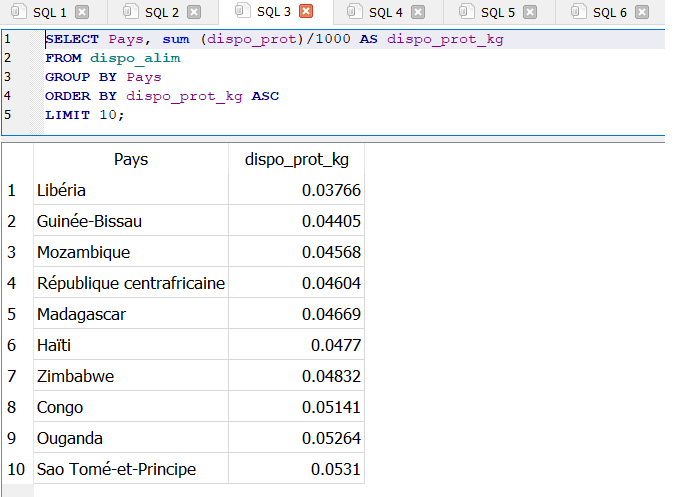 SQL 1 SQL 2 SQL 3 SQL 4 SQL 5 SQL 6
1 SELECT Pays, sum (dispo_prot)/1000 AS dispo_prot_kg
2 FROM dispo_alim
3 GROUP BY Pays
4 ORDER BY dispo_prot_kg ASC
5 LIMIT 10;
Pays dispo_prot_kg
1 Libéria 0.03766
2 Guinée-Bissau 0.04405
3 Mozambique 0.04568
4 République centrafricaine 0.04604
5 Madagascar 0.04669
6 Haïti 0.0477
7 Zimbabwe 0.04832
8 Congo 0.05141
9 Ouganda 0.05264
10 Sao Tomé-et-Principe 0.0531